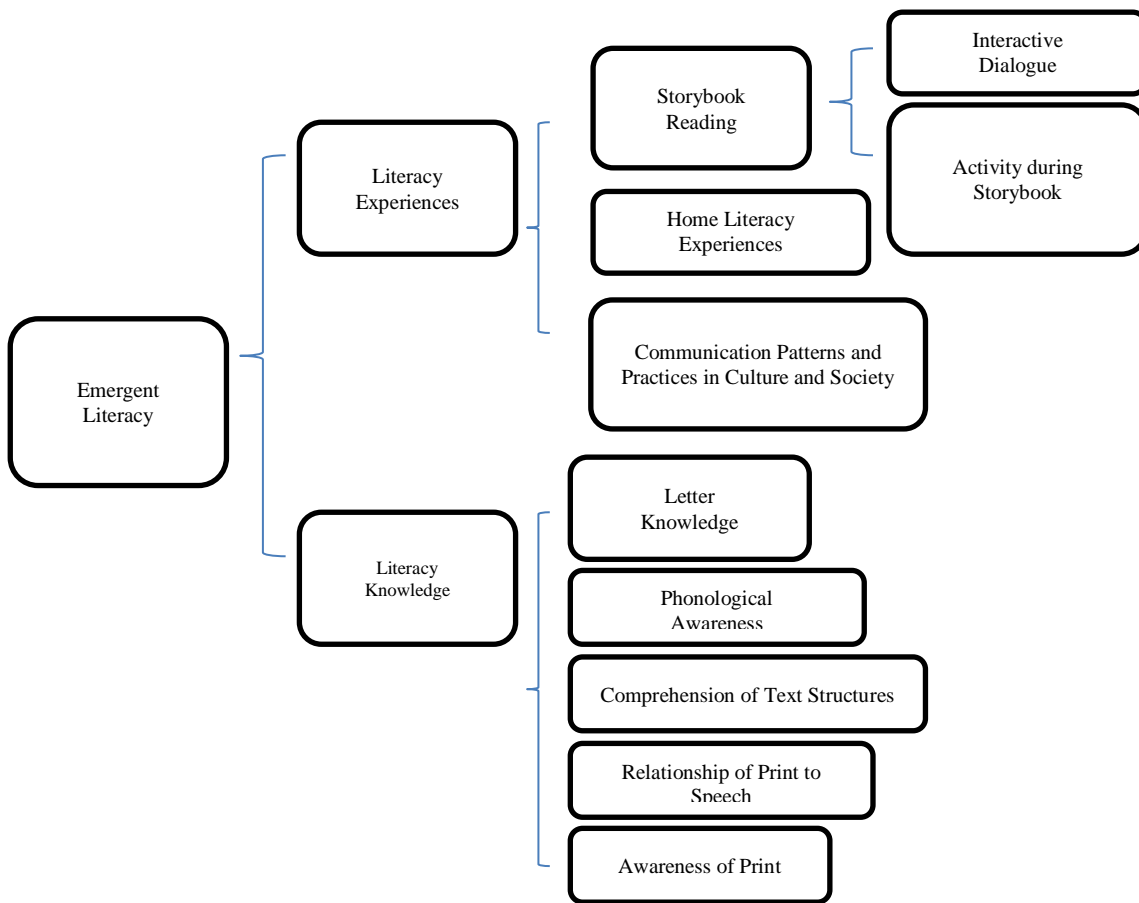 Emergent
Literacy
Literacy
Experiences
Storybook
Reading
Interactive
Dialogue
Activity during
Storybook
Home Literacy
Experiences
Communication Patterns and
Practices in Culture and Society
Literacy
Knowledge
Letter
Knowledge
Phonological
Awareness
Comprehension of Text Structures
Relationship of Print to
Speech
Awareness of Print